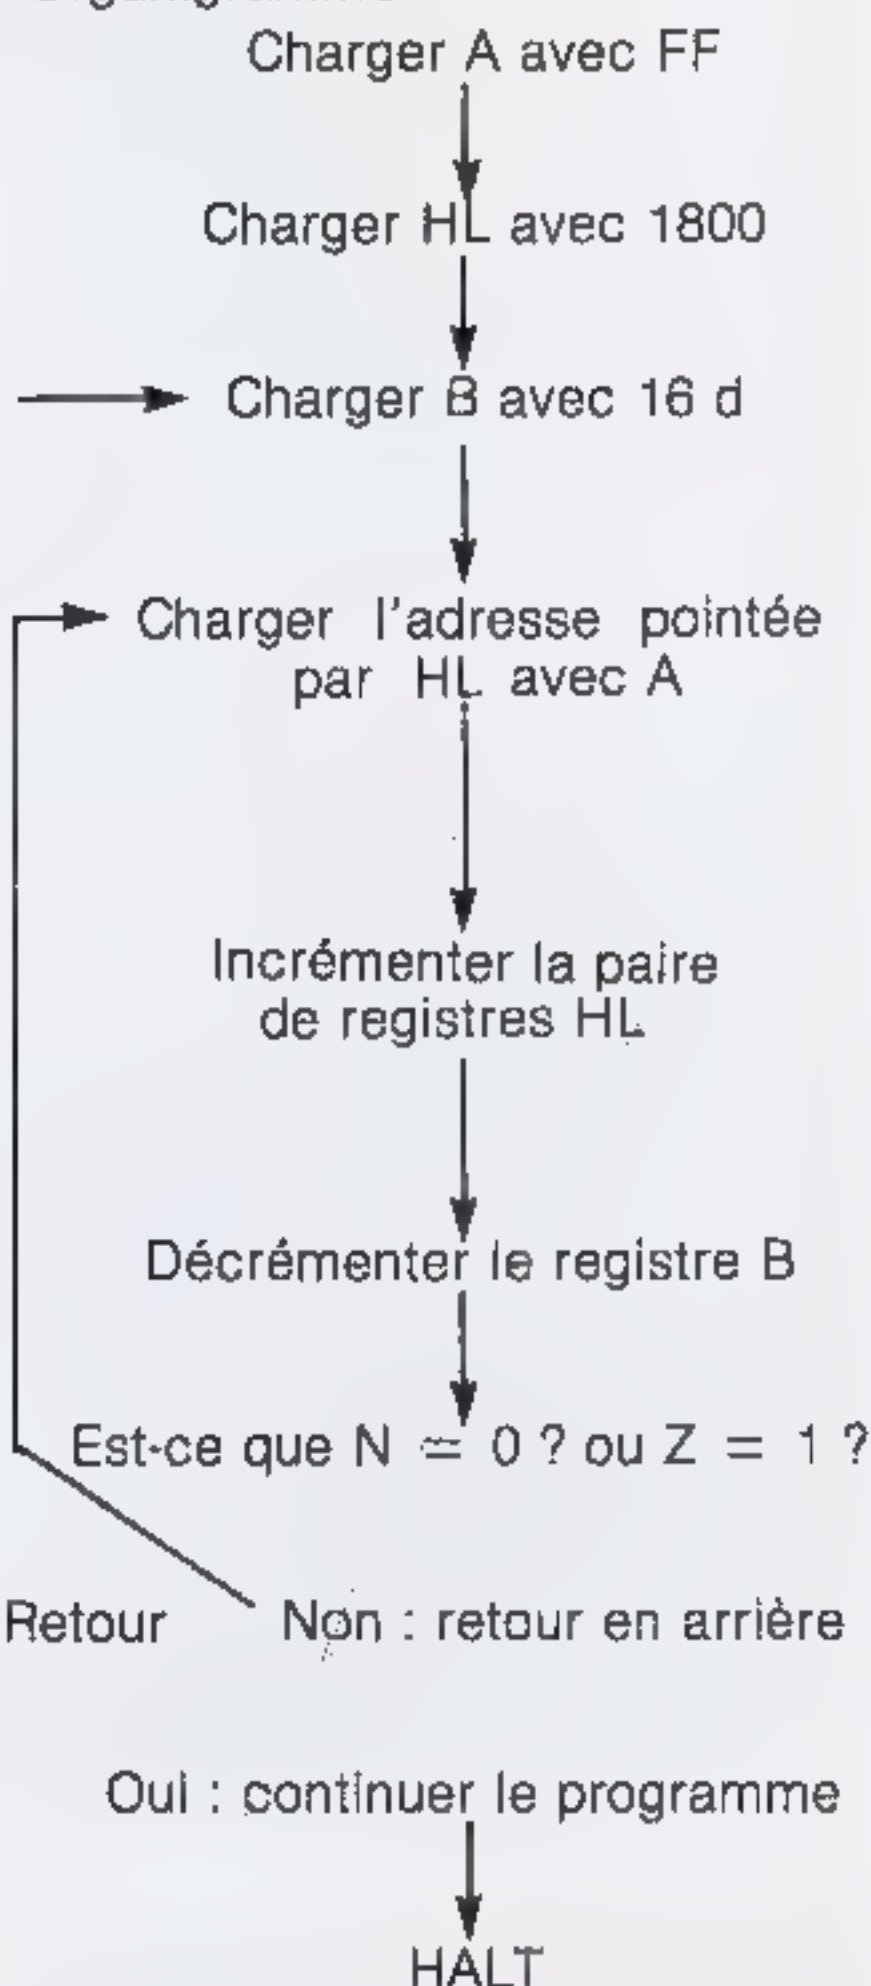 Charger A avec FF
Charger HL avec 1800
Charger B avec 16 d
Charger l'adresse pointée
par HL avec A
Incrémenter la paire
de registres HL
Décrémenter le registre B
Est-ce que N = 0 ? ou Z = 1 ?
Retour Non : retour en arrière
Oui : continuer le programme
HALT